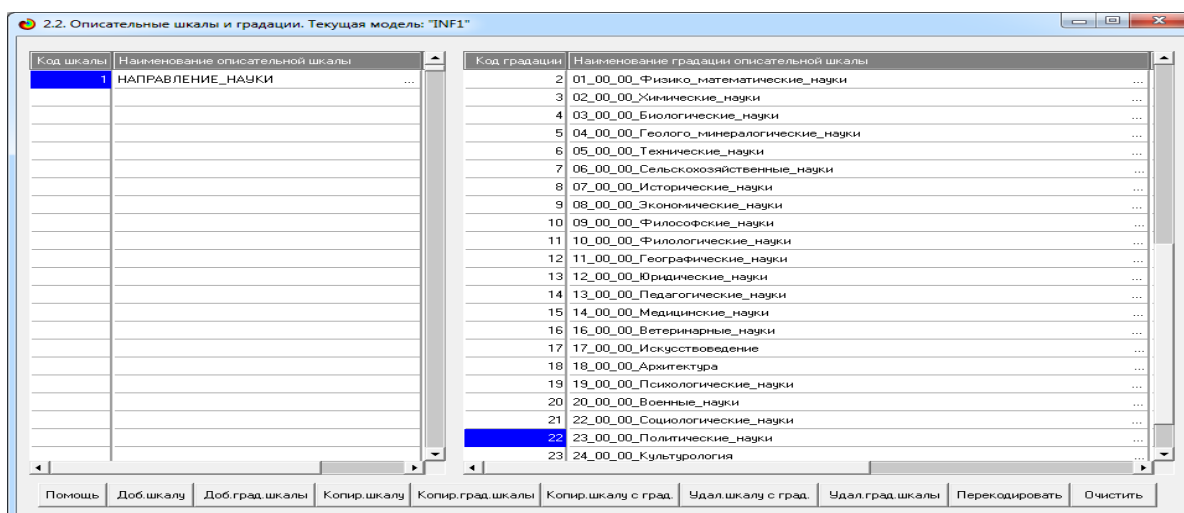 2.2. Описательные шкалы и градации. Текущая модель: "INF1"
Код шкалы Наименование описательной шкалы
1 НАПРАВЛЕНИЕ_НАУКИ ...
Код градации Наименование градации описательной шкалы
2 01_00_00_Физико_математические_науки ...
3 02_00_00_Химические_науки ...
4 03_00_00_Биологические_науки ...
5 04_00_00_Геолого_минералогические_науки ...
6 05_00_00_Технические_науки ...
7 06_00_00_Сельскохозяйственные_науки ...
8 07_00_00_Исторические_науки ...
9 08_00_00_Экономические_науки ...
10 09_00_00_Философские_науки ...
11 10_00_00_Филологические_науки ...
12 11_00_00_Географические_науки ...
13 12_00_00_Юридические_науки ...
14 13_00_00_Педагогические_науки ...
15 14_00_00_Медицинские_науки ...
16 16_00_00_Ветеринарные_науки ...
17 17_00_00_Искусствоведение ...
18 18_00_00_Архитектура ...
19 19_00_00_Психологические_науки ...
20 20_00_00_Военные_науки ...
21 22_00_00_Социологические_науки ...
22 23_00_00_Политические_науки ...
23 24_00_00_Культурология ...
Помощь Доб.шкалу Доб.град.шкалы Копир.шкалу Копир.град.шкалы Копир.шкалу с град. Удал.шкалу с град. Удал.град.шкалы Перекодировать Очистить